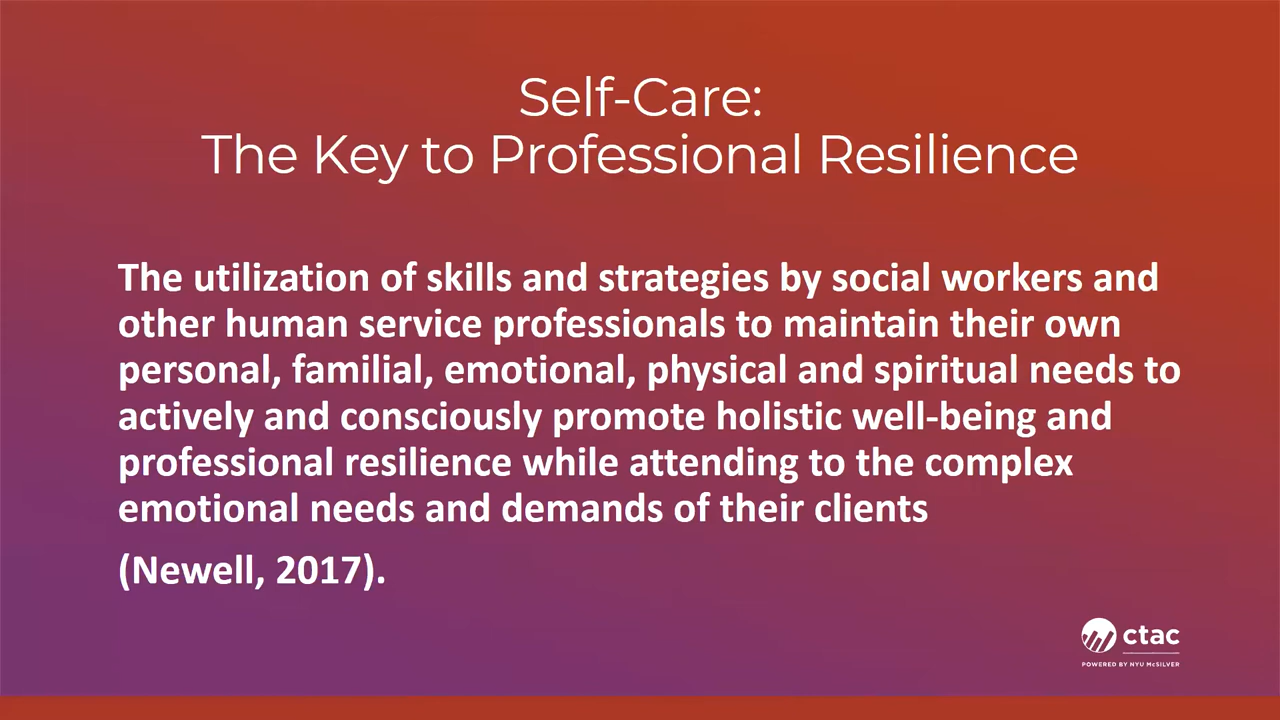 Self-Care:
The Key to Professional Resilience
The utilization of skills and strategies by social workers and
other human service professionals to maintain their own
personal, familial, emotional, physical and spiritual needs to
actively and consciously promote holistic well-being and
professional resilience while attending to the complex
emotional needs and demands of their clients
(Newell, 2017).
ctac
POWERED BY NYU McSILVER